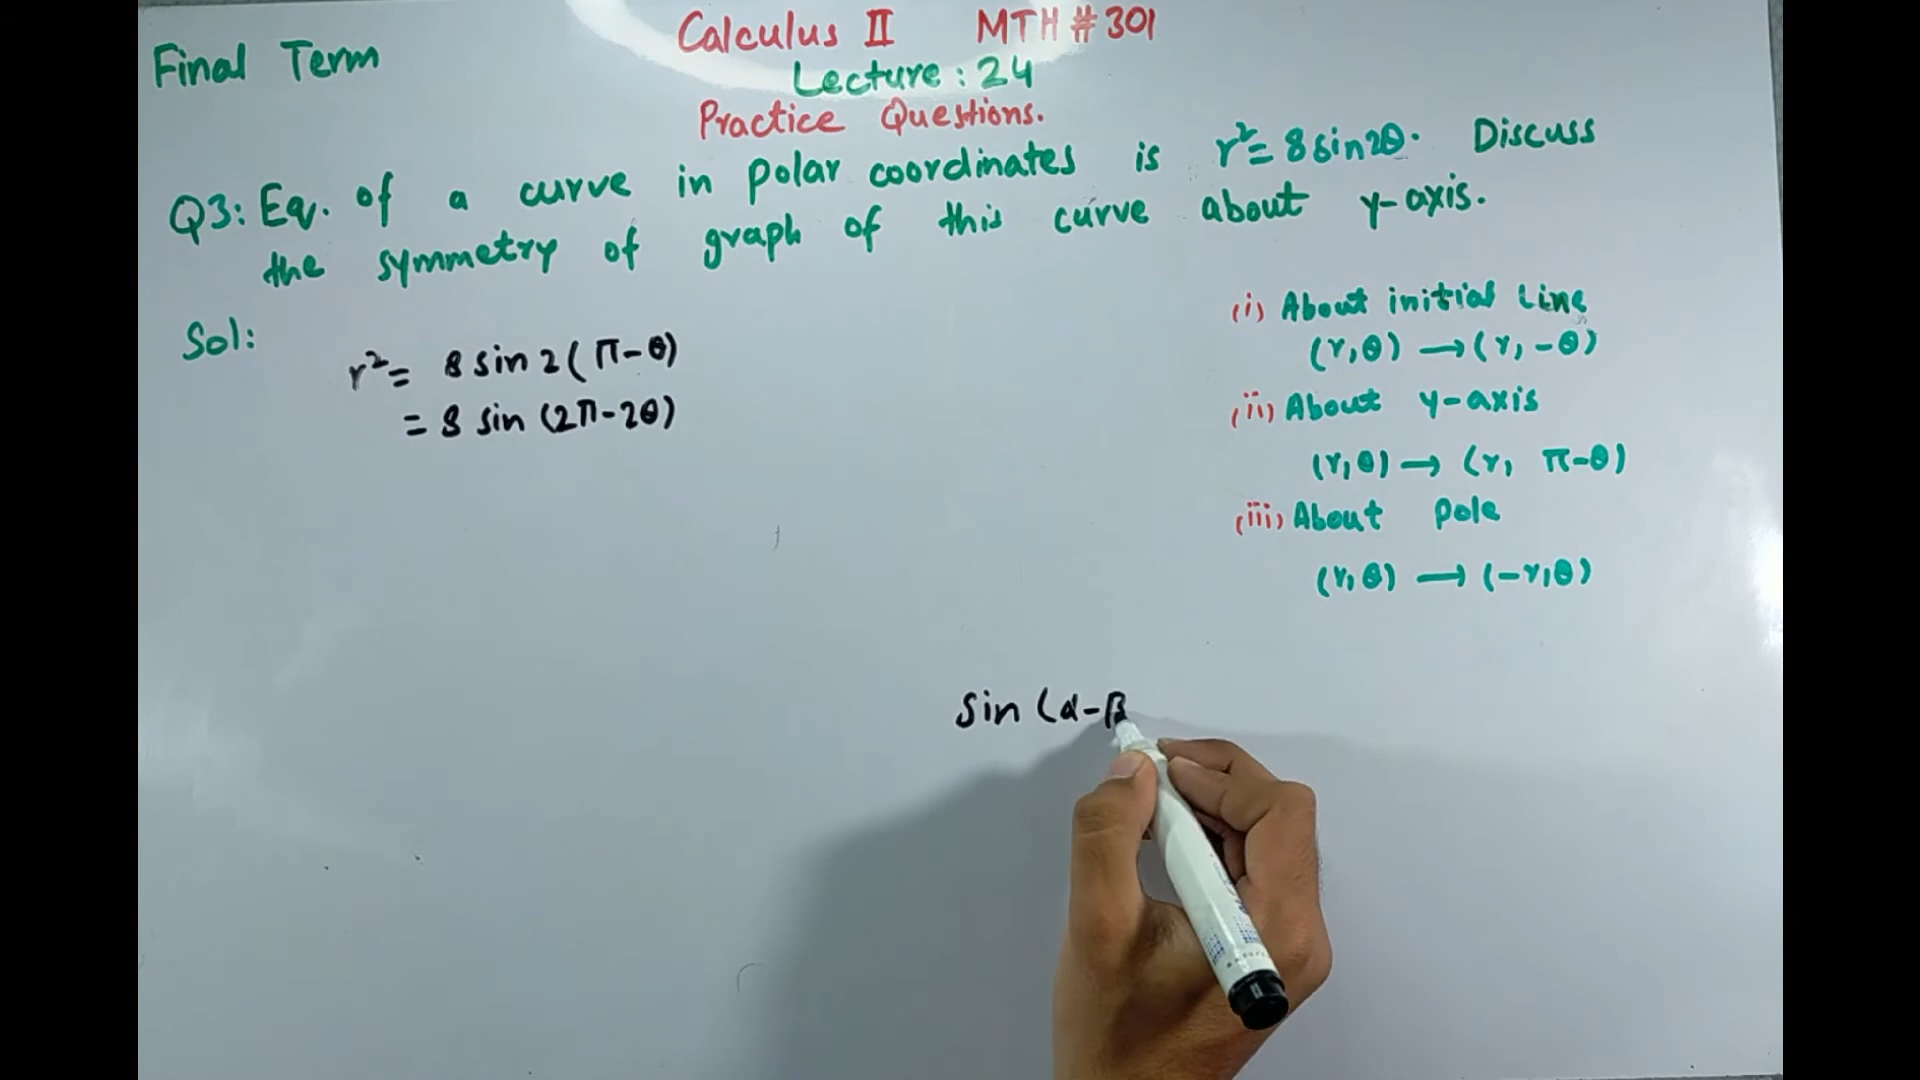 Final Term
Calculus II MTH # 301
Lecture : 24
Practice Questions.
Q3: Eq. of a curve in polar coordinates is r²= 8 sin2θ. Discuss
the symmetry of graph of this curve about y-axis.
Sol:
r² = 8 sin 2(π-θ)
= 8 sin (2π-2θ)
(i) About initial Line
(r,θ) → (r,-θ)
(ii) About y-axis
(r,θ) → (r, π-θ)
(iii) About pole
(r,θ) → (-r,θ)
sin (α-β